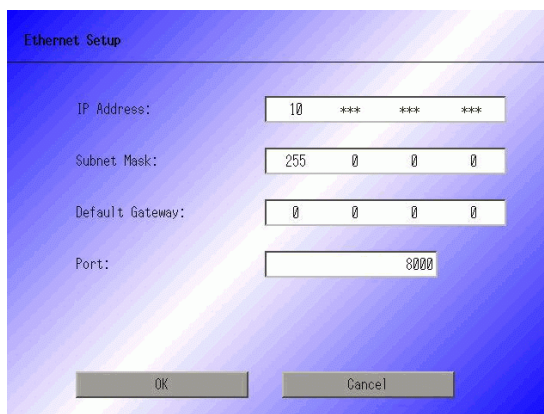 Ethernet Setup
IP Address: 10 *** *** ***
Subnet Mask: 255 0 0 0
Default Gateway: 0 0 0 0
Port: 8000
OK Cancel